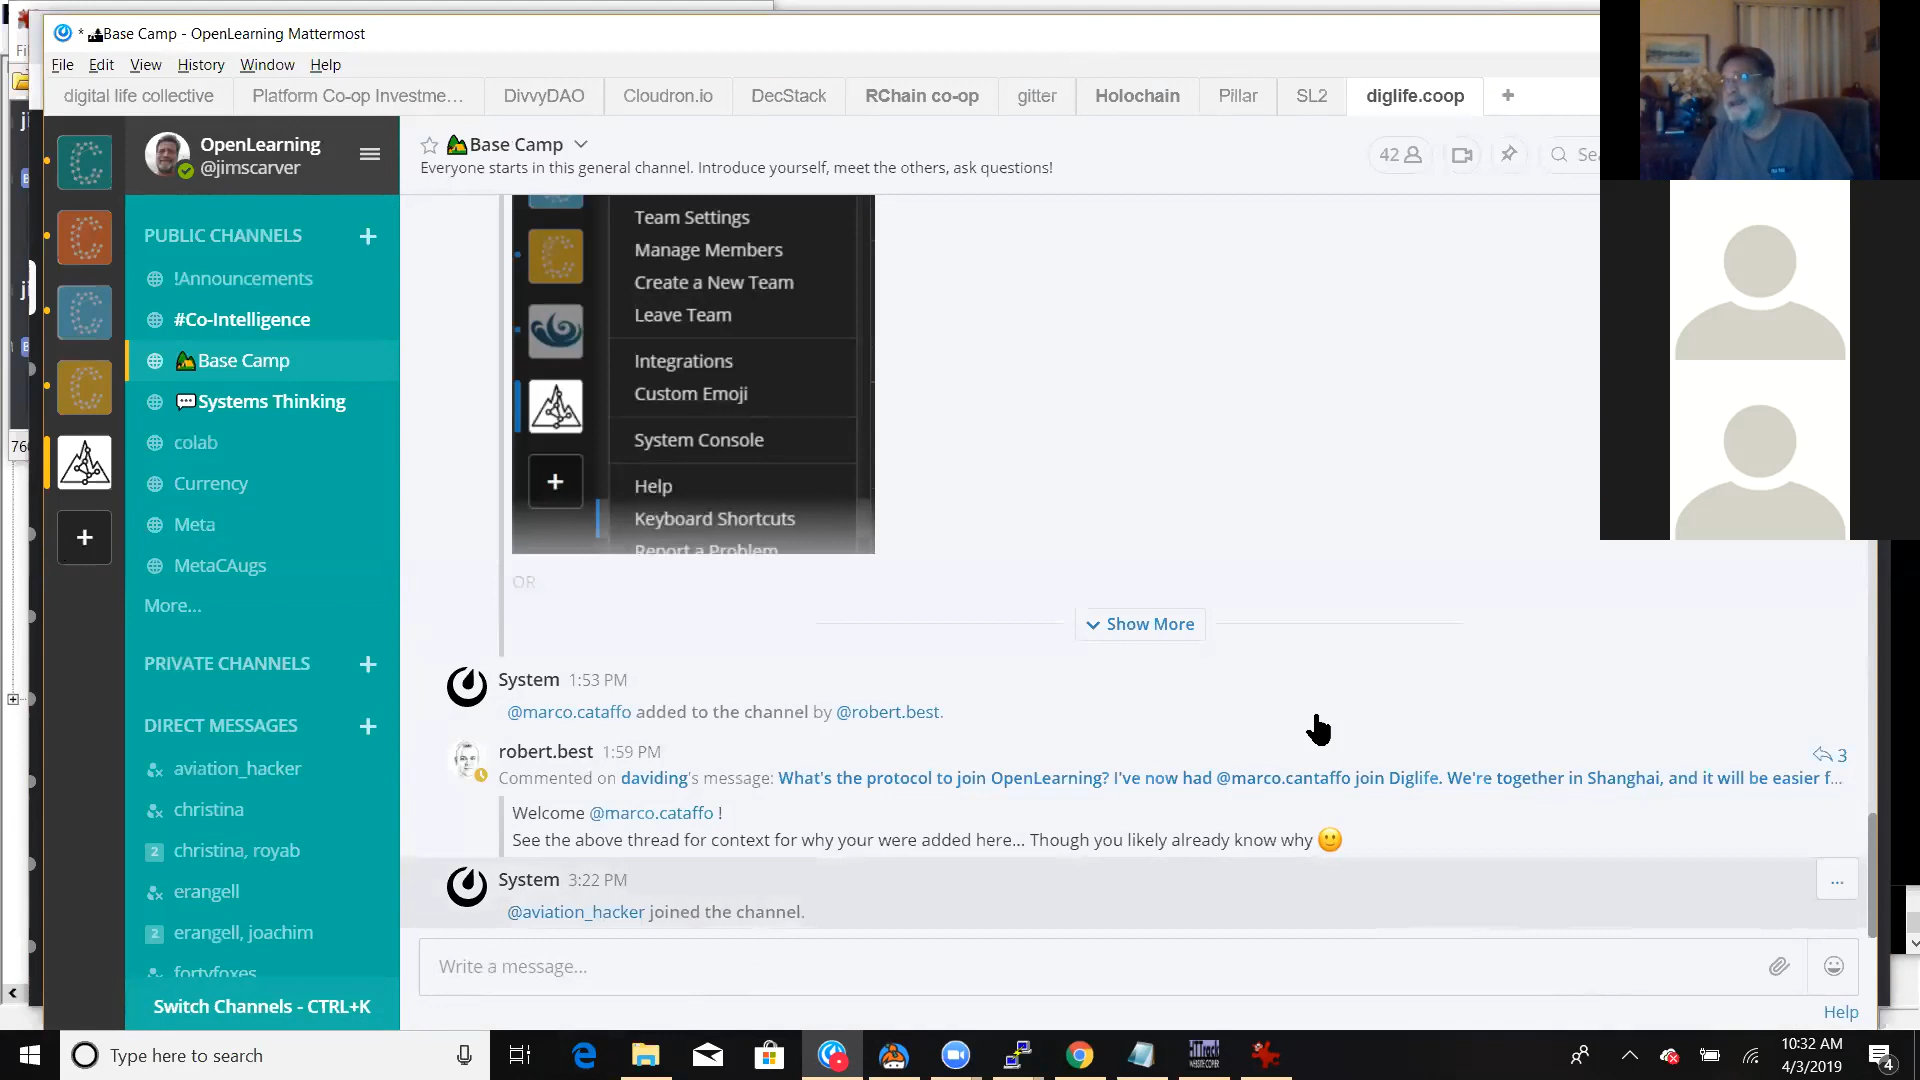 * Base Camp - OpenLearning Mattermost
File Edit View History Window Help
digital life collective Platform Co-op Investme... DivvyDAO Cloudron.io DecStack RChain co-op gitter Holochain Pillar SL2 diglife.coop +
OpenLearning
@jimscarver
Base Camp
Everyone starts in this general channel. Introduce yourself, meet the others, ask questions!
42
Sea
PUBLIC CHANNELS +
!Announcements
#Co-Intelligence
Base Camp
Systems Thinking
colab
Currency
Meta
MetaCAugs
More...
PRIVATE CHANNELS +
DIRECT MESSAGES +
aviation_hacker
christina
2 christina, royab
erangell
2 erangell, joachim
fortyfoxes
Switch Channels - CTRL+K
Team Settings
Manage Members
Create a New Team
Leave Team
Integrations
Custom Emoji
System Console
Help
Keyboard Shortcuts
Report a Problem
OR
Show More
System 1:53 PM
@marco.cataffo added to the channel by @robert.best.
robert.best 1:59 PM
3
Commented on daviding's message: What's the protocol to join OpenLearning? I've now had @marco.cantaffo join Diglife. We're together in Shanghai, and it will be easier f...
Welcome @marco.cataffo !
See the above thread for context for why your were added here... Though you likely already know why 🙂
System 3:22 PM
...
@aviation_hacker joined the channel.
Write a message...
Help
Type here to search
10:32 AM
4/3/2019
4